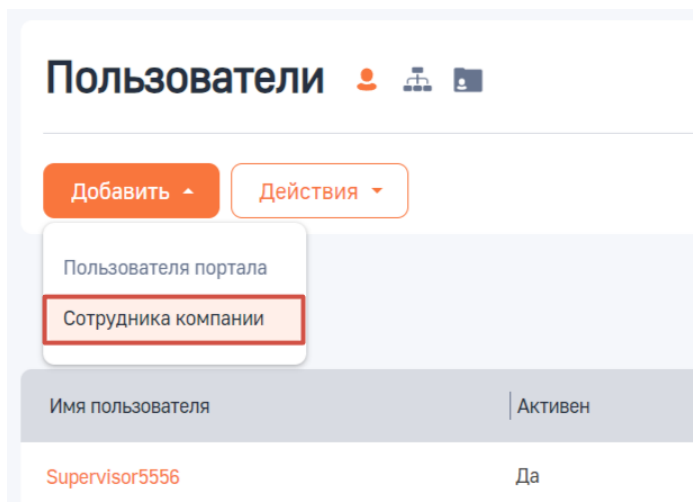 Пользователи
Добавить Действия
Пользователя портала
Сотрудника компании
Имя пользователя Активен
Supervisor5556 Да